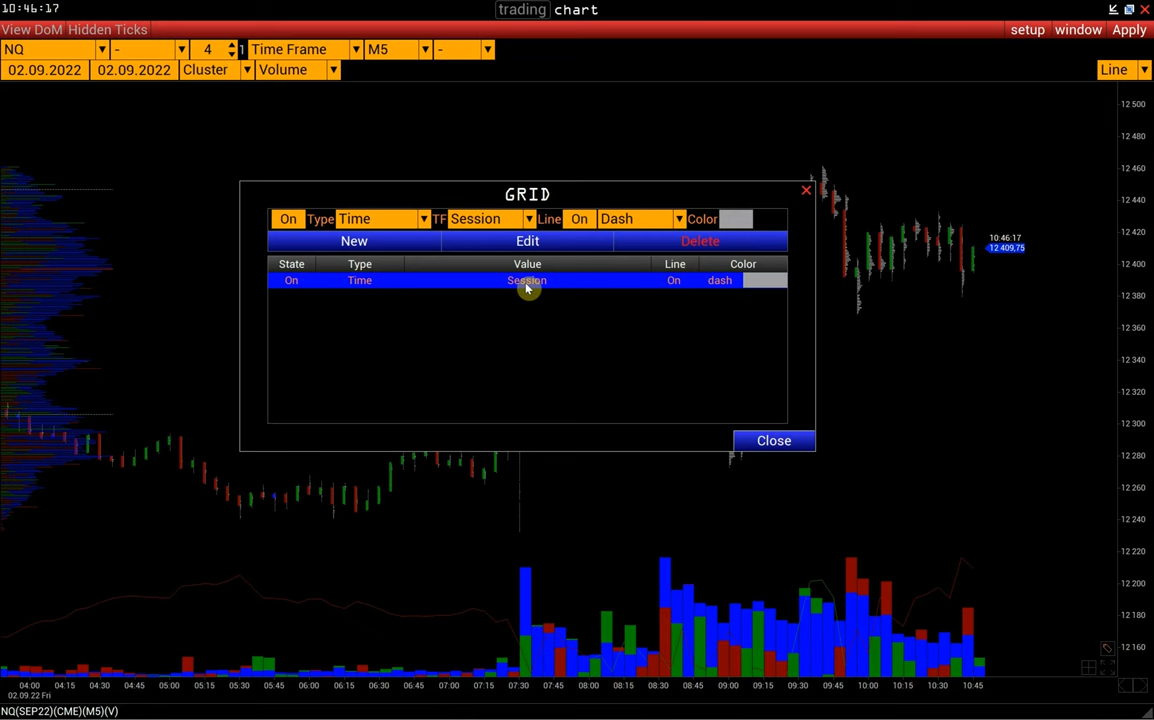 10:46:17
trading chart
View DoM Hidden Ticks setup window Apply
NQ - 4 1 Time Frame M5 -
02.09.2022 02.09.2022 Cluster Volume Line
GRID
On Type Time TF Session Line On Dash Color
New Edit Delete
State Type Value Line Color
On Time Session On dash
Close
12 500
12 480
12 460
12 440
12 420
10:46:17
12 409,75
12 400
12 380
12 360
12 340
12 320
12 300
12 280
12 260
12 240
12 220
12 200
12 180
12 160
04:00 04:15 04:30 04:45 05:00 05:15 05:30 05:45 06:00 06:15 06:30 06:45 07:00 07:15 07:30 07:45 08:00 08:15 08:30 08:45 09:00 09:15 09:30 09:45 10:00 10:15 10:30 10:45
02.09.22 Fri
NQ(SEP22)(CME)(M5)(V)